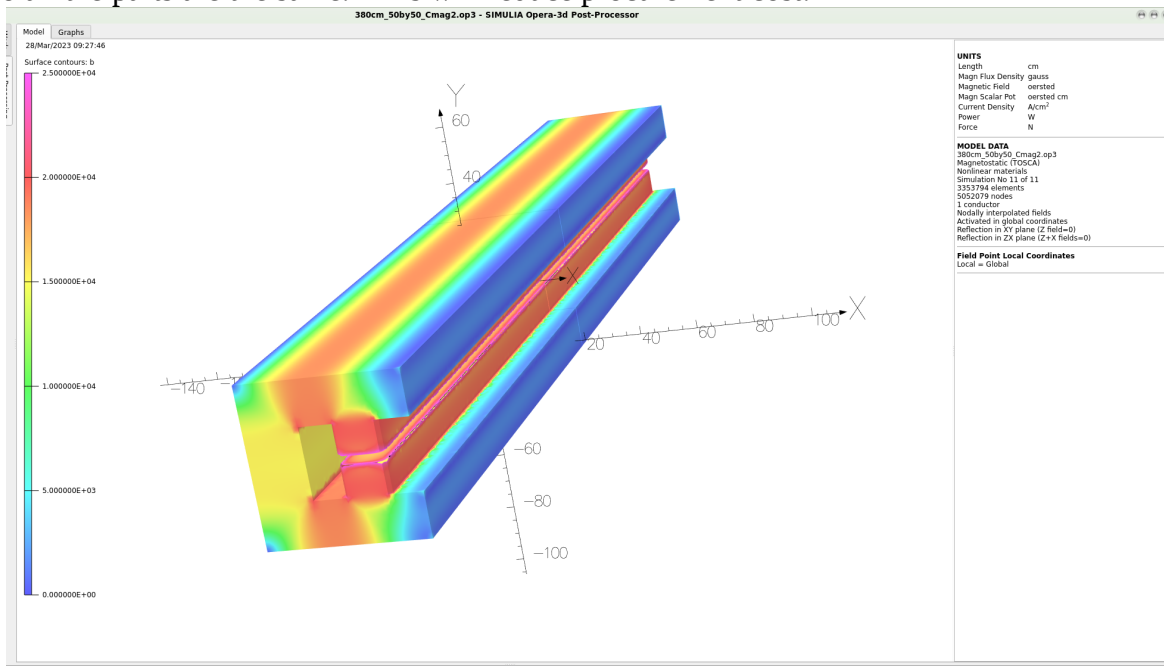 380cm_50by50_Cmag2.op3 - SIMULIA Opera-3d Post-Processor
Model Graphs
28/Mar/2023 09:27:46
Surface contours: b
2.500000E+04
2.000000E+04
1.500000E+04
1.000000E+04
5.000000E+03
0.000000E+00
Y
60
40
X
X
20
40
60
80
100
-140
-60
-80
-100
UNITS
Length cm
Magn Flux Density gauss
Magnetic Field oersted
Magn Scalar Pot oersted cm
Current Density A/cm²
Power W
Force N
MODEL DATA
380cm_50by50_Cmag2.op3
Magnetostatic (TOSCA)
Nonlinear materials
Simulation No 11 of 11
3353794 elements
5052079 nodes
1 conductor
Nodally interpolated fields
Activated in global coordinates
Reflection in XY plane (Z field=0)
Reflection in ZX plane (Z+X fields=0)
Field Point Local Coordinates
Local = Global